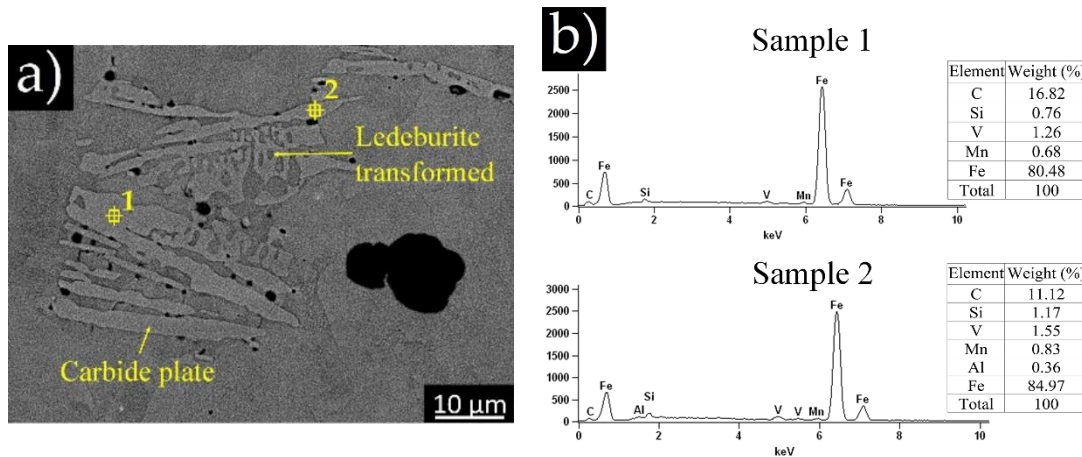 a)
2
Ledeburite
transformed
1
Carbide plate
10 µm
b)
Sample 1
Fe
2500
2000
1500
1000
500
0
C
Fe
Si
V
Mn
Fe
0
2
4
6
8
10
keV
Element Weight (%)
C 16.82
Si 0.76
V 1.26
Mn 0.68
Fe 80.48
Total 100
Sample 2
Fe
3000
2500
2000
1500
1000
500
0
C
Fe
Al
Si
V
V
Mn
Fe
0
2
4
6
8
10
keV
Element Weight (%)
C 11.12
Si 1.17
V 1.55
Mn 0.83
Al 0.36
Fe 84.97
Total 100